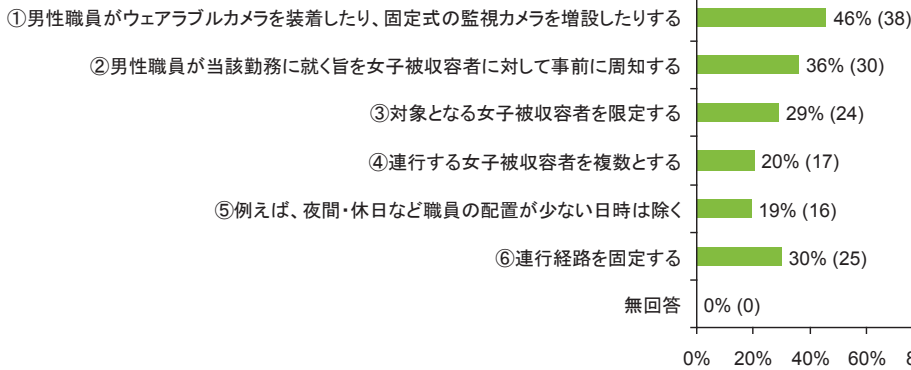 ①男性職員がウェアラブルカメラを装着したり、固定式の監視カメラを増設したりする 46% (38)
②男性職員が当該勤務に就く旨を女子被収容者に対して事前に周知する 36% (30)
③対象となる女子被収容者を限定する 29% (24)
④連行する女子被収容者を複数とする 20% (17)
⑤例えば、夜間・休日など職員の配置が少ない日時は除く 19% (16)
⑥連行経路を固定する 30% (25)
無回答 0% (0)
0% 20% 40% 60%